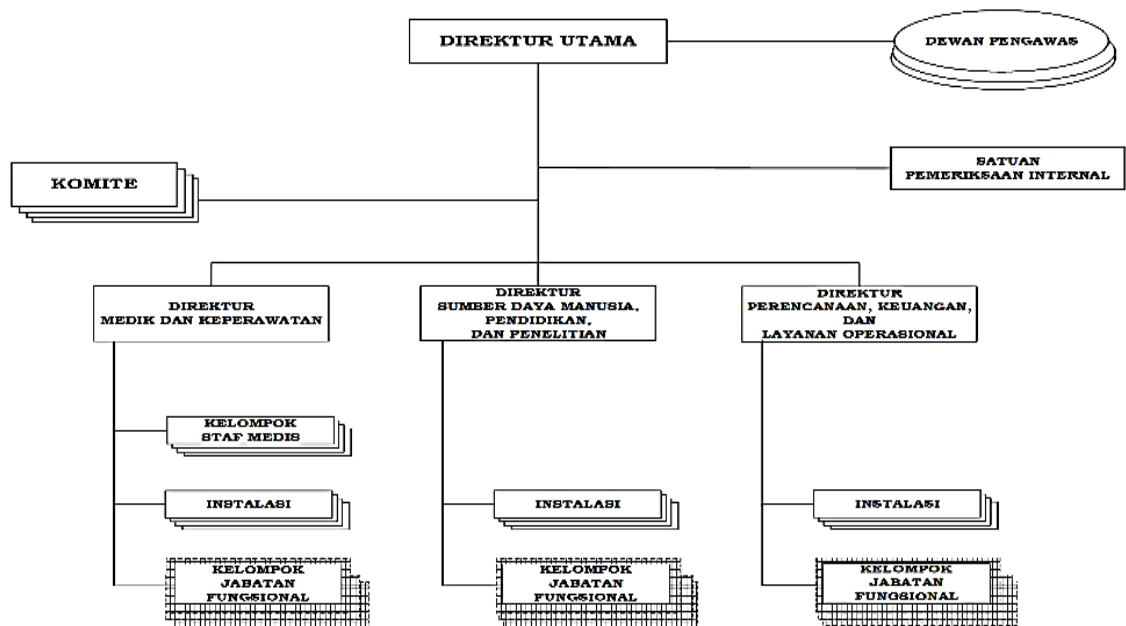 DIREKTUR UTAMA
DEWAN PENGAWAS
SATUAN
PEMERIKSAAN INTERNAL
KOMITE
DIREKTUR
MEDIK DAN KEPERAWATAN
DIREKTUR
SUMBER DAYA MANUSIA,
PENDIDIKAN,
DAN PENELITIAN
DIREKTUR
PERENCANAAN, KEUANGAN,
DAN
LAYANAN OPERASIONAL
KELOMPOK
STAF MEDIS
INSTALASI
INSTALASI
INSTALASI
KELOMPOK
JABATAN
FUNGSIONAL
KELOMPOK
JABATAN
FUNGSIONAL
KELOMPOK
JABATAN
FUNGSIONAL